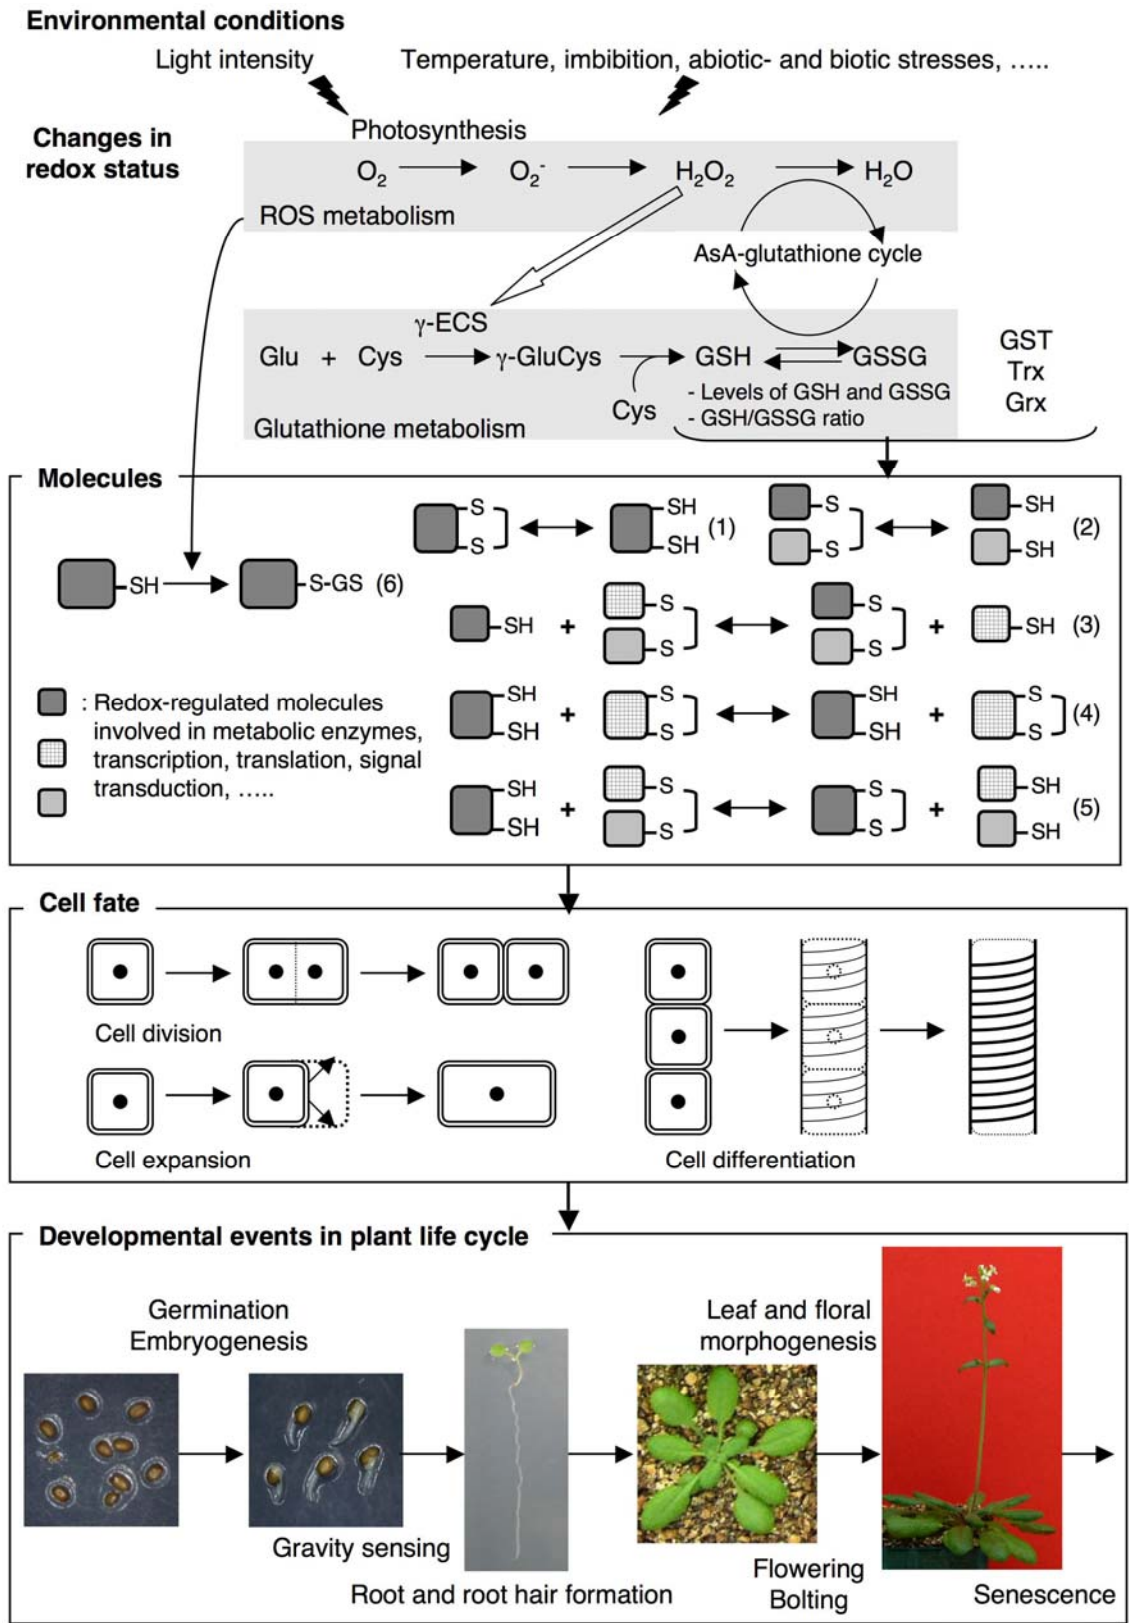 Environmental conditions
Light intensity
Temperature, imbibition, abiotic- and biotic stresses, …..
Changes in
redox status
Photosynthesis
O₂ O₂⁻ H₂O₂ H₂O
ROS metabolism
AsA-glutathione cycle
γ-ECS
Glu + Cys γ-GluCys GSH GSSG
Cys
- Levels of GSH and GSSG
- GSH/GSSG ratio
Glutathione metabolism
GST
Trx
Grx
Molecules
SH S-GS (6)
S S SH SH (1)
S S SH SH (2)
SH + S S S S + SH (3)
SH SH + S S SH SH + S S (4)
SH SH + S S S S + SH SH (5)
: Redox-regulated molecules
involved in metabolic enzymes,
transcription, translation, signal
transduction, …..
Cell fate
Cell division
Cell expansion
Cell differentiation
Developmental events in plant life cycle
Germination
Embryogenesis
Gravity sensing
Root and root hair formation
Leaf and floral
morphogenesis
Flowering
Bolting
Senescence